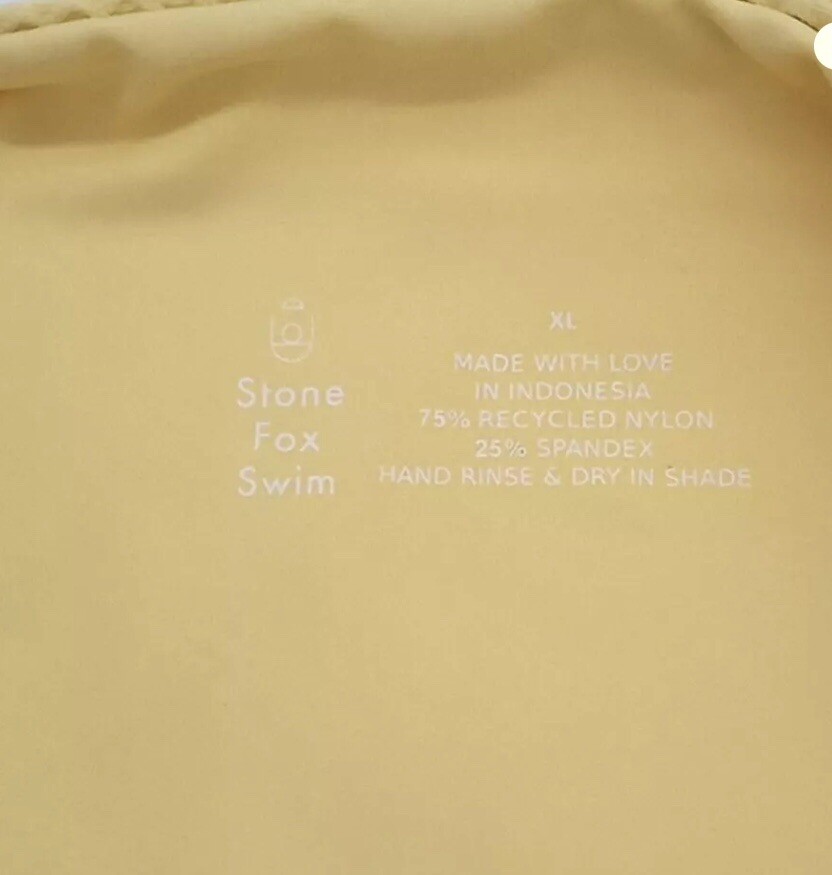 Stone
Fox
Swim
XL
MADE WITH LOVE
IN INDONESIA
75% RECYCLED NYLON
25% SPANDEX
HAND RINSE & DRY IN SHADE